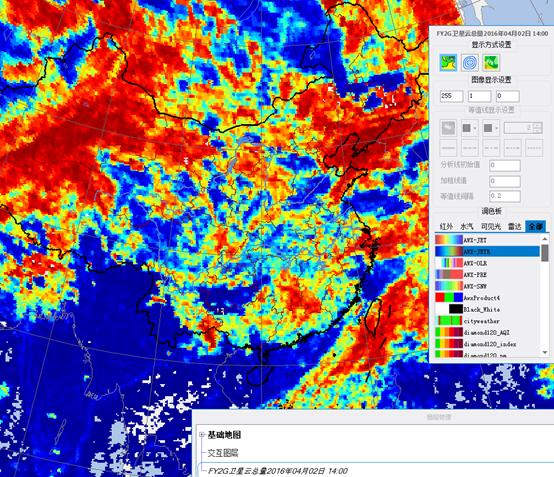 FY2G卫星云总量2016年04月02日 14:00
显示方式设置
图像显示设置
255 1 0
等值线显示设置
2
分析线初始值 0
加粗线值 0
等值线间隔 0.2
调色板
红外 水汽 可见光 雷达 全部
AWX-JET
AWX-JETR
AWX-OLR
AWX-PRE
AWX-SNW
AwxProduct4
Black_White
cityweather
diamond120_AQI
diamond120_index
diamond120_pm
图层管理
基础地图
交互图层
FY2G卫星云总量2016年04月02日 14:00